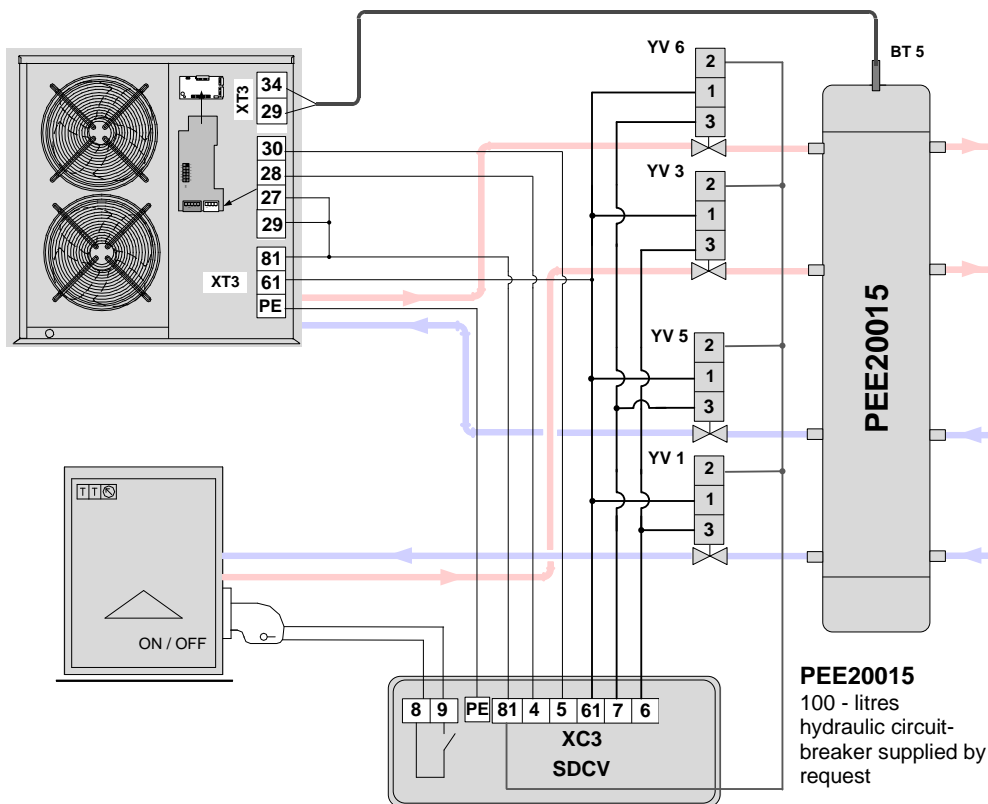 YV 6
BT 5
XT3
34
29
2
1
3
30
28
27
29
YV 3
2
1
3
XT3
81
61
PE
YV 5
2
1
3
PEE20015
YV 1
2
1
3
T T
ON / OFF
8 9 PE 81 4 5 61 7 6
XC3
SDCV
PEE20015
100 - litres
hydraulic circuit-
breaker supplied by
request